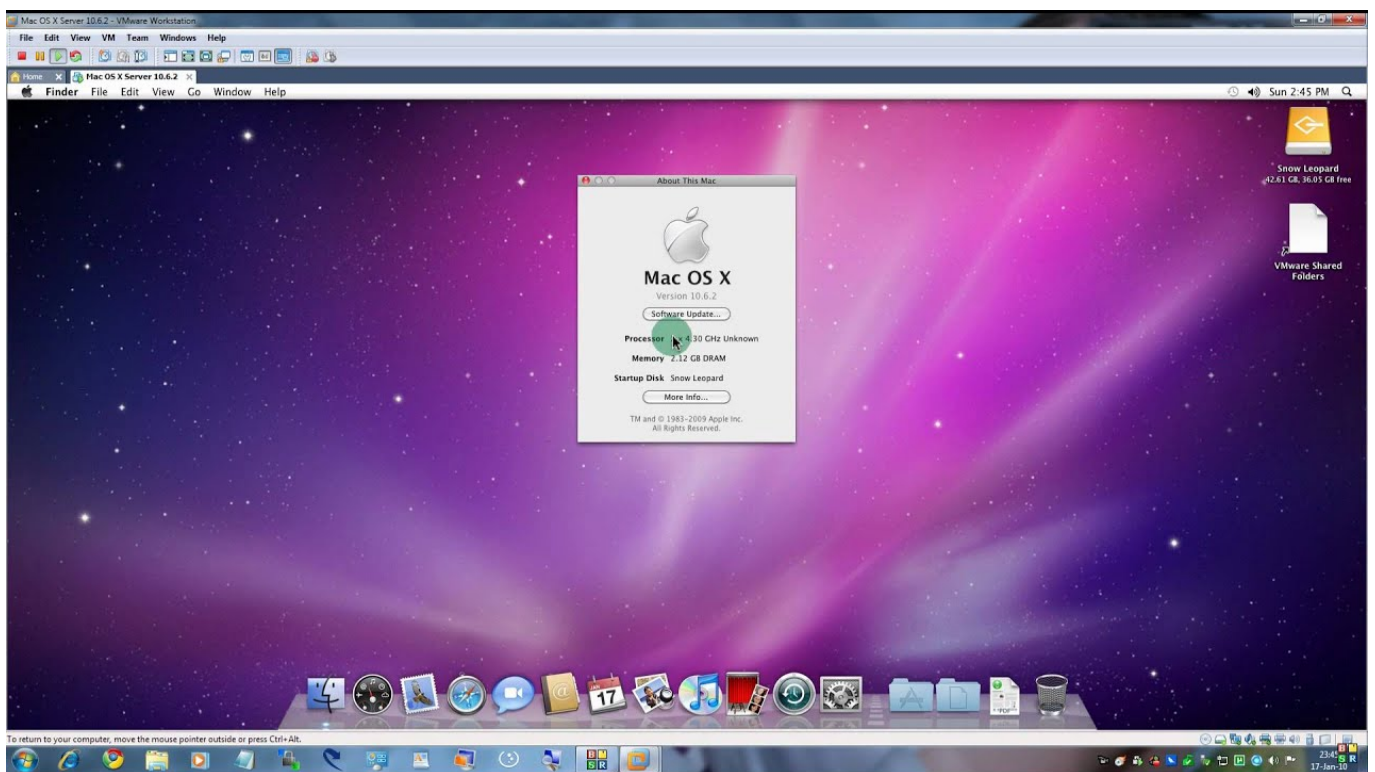 Mac OS X Server 10.6.2 - VMware Workstation
File Edit View VM Team Windows Help
Home Mac OS X Server 10.6.2
Finder File Edit View Go Window Help Sun 2:45 PM
Snow Leopard
42.61 GB, 36.05 GB free
VMware Shared
Folders
About This Mac
Mac OS X
Version 10.6.2
Software Update...
Processor 4.30 GHz Unknown
Memory 2.12 GB DRAM
Startup Disk Snow Leopard
More Info...
TM and © 1983-2009 Apple Inc.
All Rights Reserved.
JAN
17
PDF
To return to your computer, move the mouse pointer outside or press Ctrl+Alt.
B N
S R
23:45
17-Jan-10